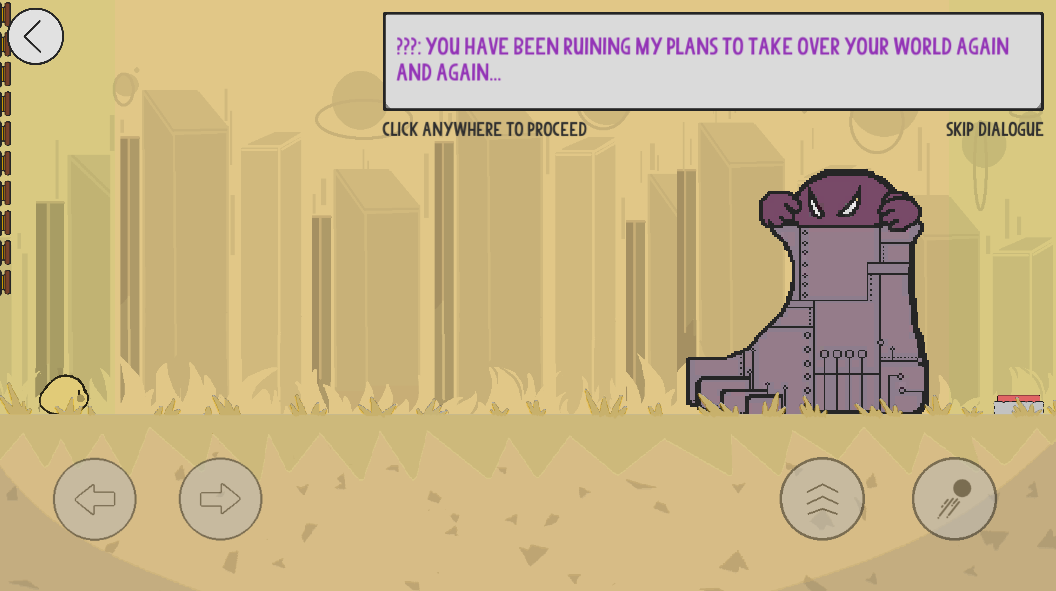 ???: YOU HAVE BEEN RUINING MY PLANS TO TAKE OVER YOUR WORLD AGAIN
AND AGAIN...
CLICK ANYWHERE TO PROCEED
SKIP DIALOGUE